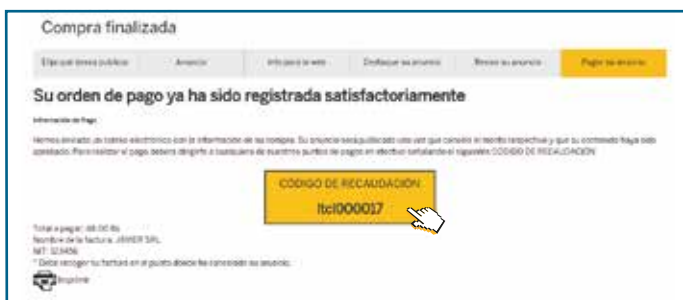 Compra finalizada
Elija qué desea publicar Anuncio Info para la web Destaque su anuncio Revise su anuncio Pagar su anuncio
Su orden de pago ya ha sido registrada satisfactoriamente
Información de Pago
Hemos enviado un correo electrónico con la información de su compra. Su anuncio será publicado una vez que cancele el monto respectivo y que su contenido haya sido
aprobado. Para realizar el pago deberá dirigirse a cualquiera de nuestros puntos de pagos en efectivo señalando el siguiente CODIGO DE RECAUDACIÓN
CÓDIGO DE RECAUDACIÓN
ltcl000017
Total a pagar: 48.00 Bs
Nombre de la factura: JAVIER SRL
NIT: 123456
* Debe recoger su factura en el punto donde ha cancelado su anuncio.
Imprimir